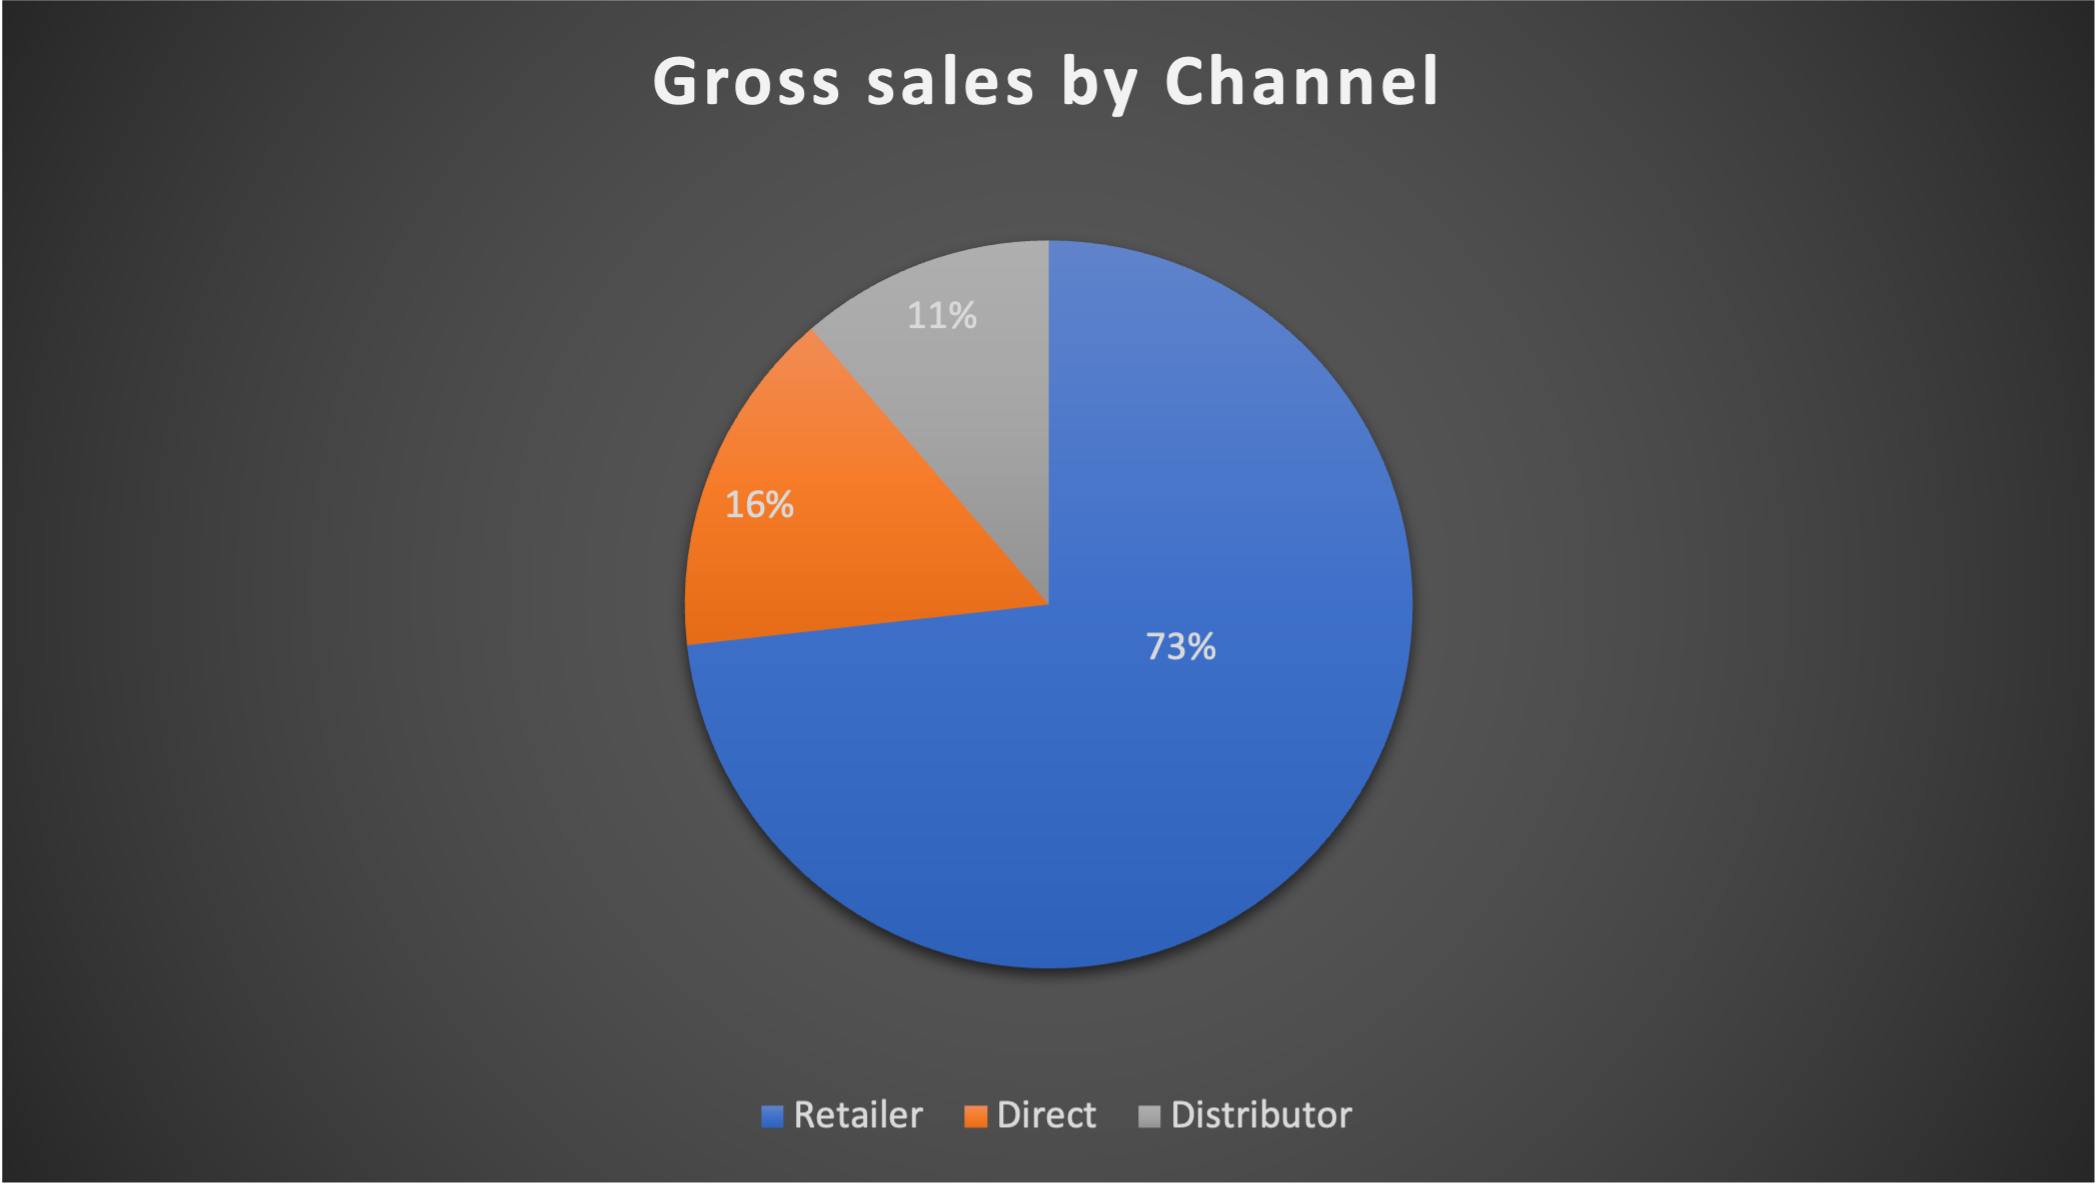 Gross sales by Channel
11%
16%
73%
Retailer Direct Distributor